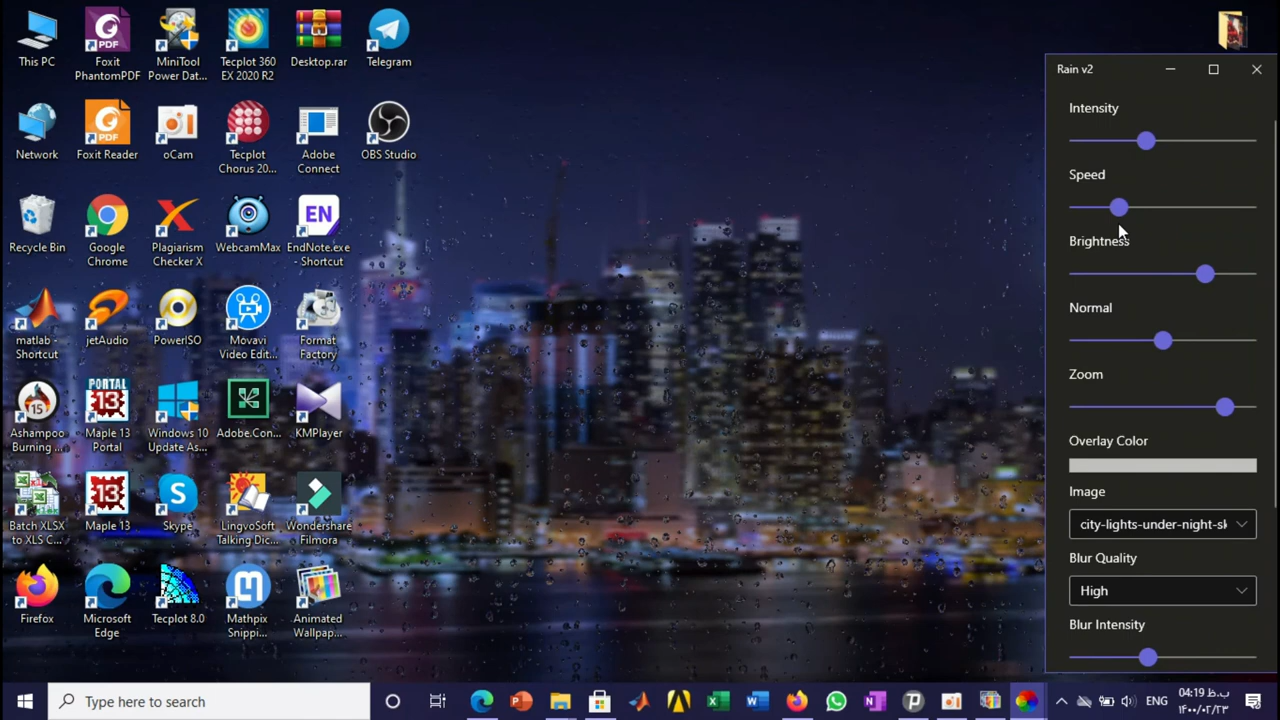 This PC
Foxit
PhantomPDF
MiniTool
Power Dat...
Tecplot 360
EX 2020 R2
Desktop.rar
Telegram
Network
Foxit Reader
oCam
Tecplot
Chorus 20...
Adobe
Connect
OBS Studio
Recycle Bin
Google
Chrome
Plagiarism
Checker X
WebcamMax
EN
EndNote.exe
- Shortcut
matlab -
Shortcut
jetAudio
PowerISO
Movavi
Video Edit...
Format
Factory
15
Ashampoo
Burning ...
PORTAL
13
Maple 13
Portal
Windows 10
Update As...
Adobe.Con...
KMPlayer
Batch XLSX
to XLS C...
13
Maple 13
Skype
LingvoSoft
Talking Dic...
Wondershare
Filmora
Firefox
Microsoft
Edge
Tecplot 8.0
Mathpix
Snippi...
Animated
Wallpap...
Rain v2
Intensity
Speed
Brightness
Normal
Zoom
Overlay Color
Image
city-lights-under-night-sk
Blur Quality
High
Blur Intensity
Type here to search
ENG
04:19 ب.ظ
۱۴۰۰/۰۲/۲۳